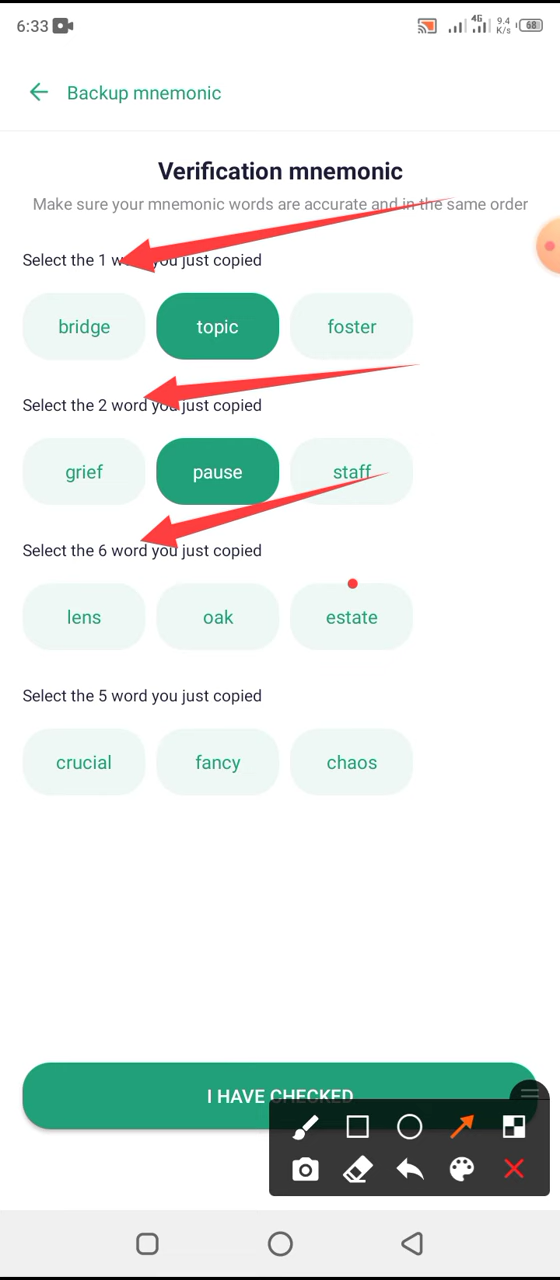 6:33
4G
9.4
K/s
68
Backup mnemonic
Verification mnemonic
Make sure your mnemonic words are accurate and in the same order
Select the 1 word you just copied
bridge topic foster
Select the 2 word you just copied
grief pause staff
Select the 6 word you just copied
lens oak estate
Select the 5 word you just copied
crucial fancy chaos
I HAVE CHECKED